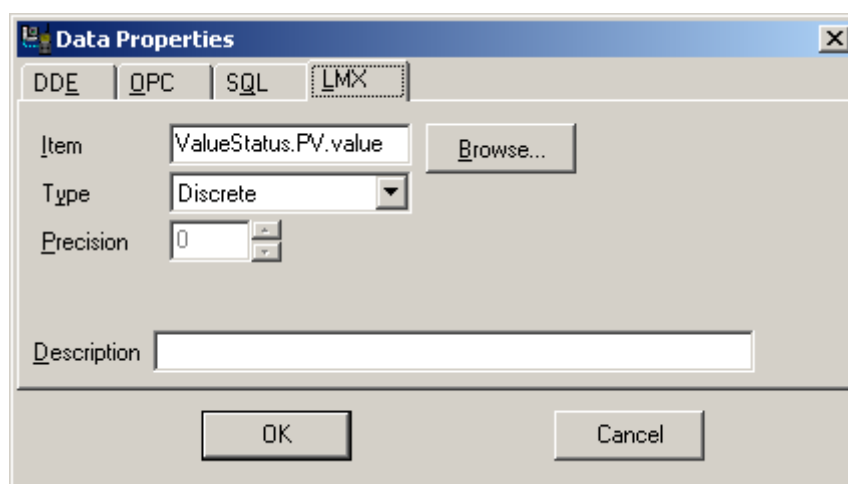 Data Properties
DDE OPC SQL LMX
Item ValueStatus.PV.value Browse...
Type Discrete
Precision 0
Description
OK Cancel